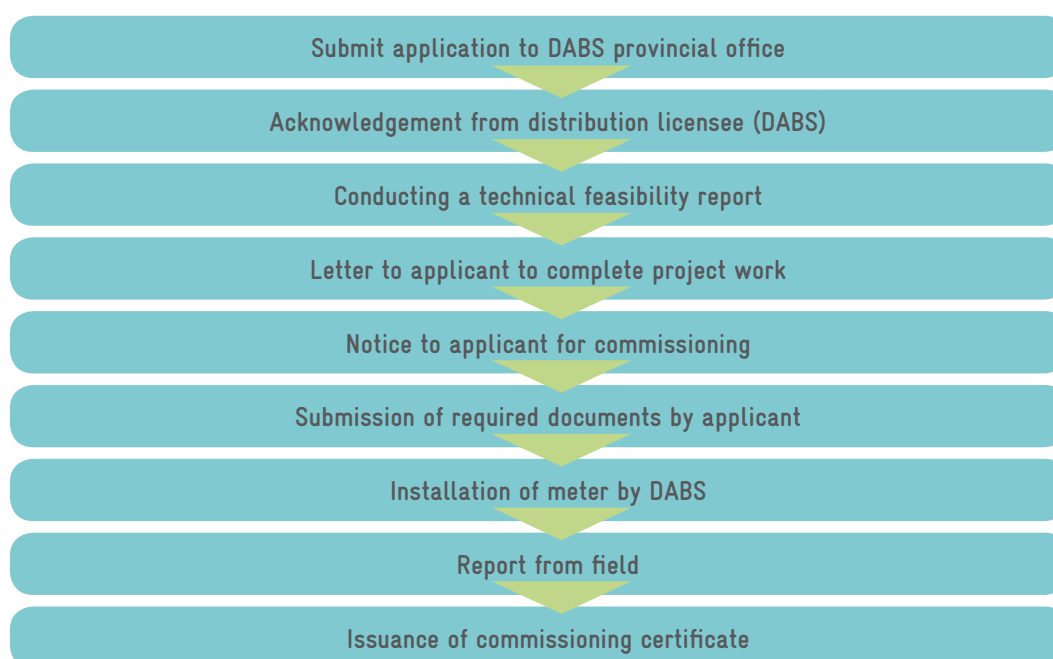 Submit application to DABS provincial office
Acknowledgement from distribution licensee (DABS)
Conducting a technical feasibility report
Letter to applicant to complete project work
Notice to applicant for commissioning
Submission of required documents by applicant
Installation of meter by DABS
Report from field
Issuance of commissioning certificate